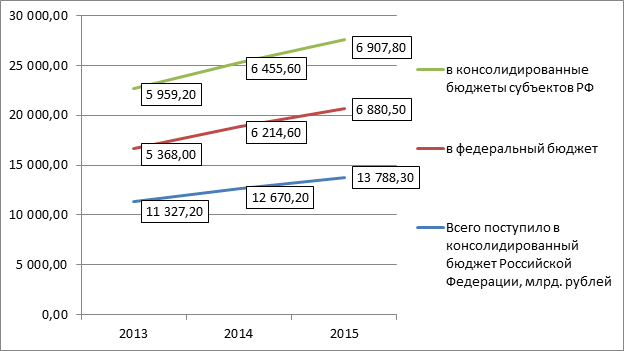 30 000,00
25 000,00
20 000,00
15 000,00
10 000,00
5 000,00
0,00
2013
2014
2015
5 959,20
6 455,60
6 907,80
5 368,00
6 214,60
6 880,50
11 327,20
12 670,20
13 788,30
в консолидированные
бюджеты субъектов РФ
в федеральный бюджет
Всего поступило в
консолидированный
бюджет Российской
Федерации, млрд. рублей